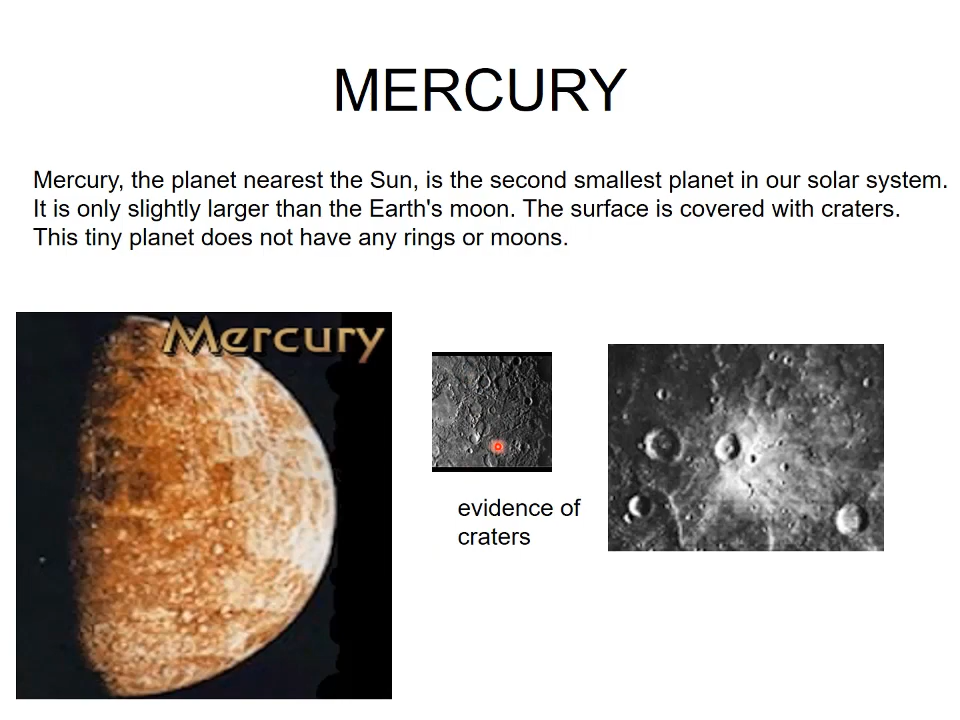 MERCURY
Mercury, the planet nearest the Sun, is the second smallest planet in our solar system.
It is only slightly larger than the Earth's moon. The surface is covered with craters.
This tiny planet does not have any rings or moons.
Mercury
evidence of
craters